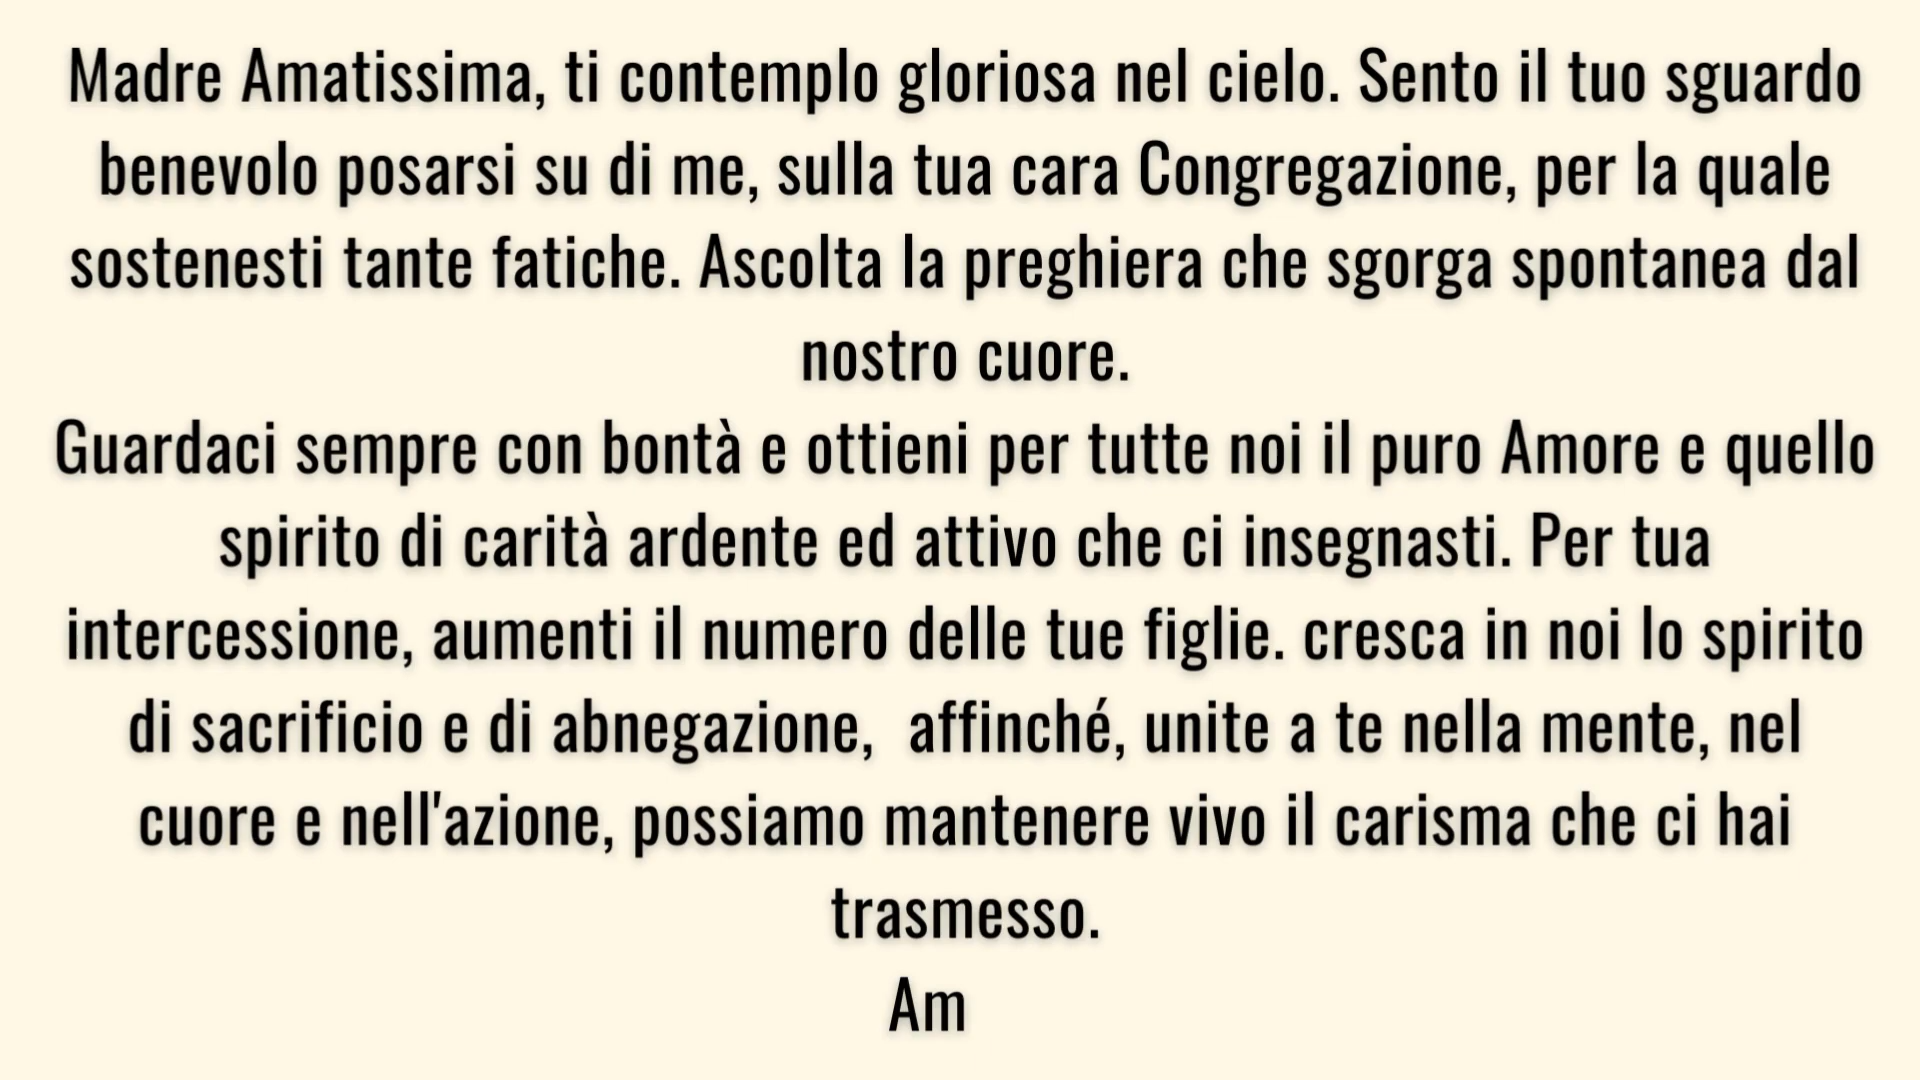 Madre Amatissima, ti contemplo gloriosa nel cielo. Sento il tuo sguardo
benevolo posarsi su di me, sulla tua cara Congregazione, per la quale
sostenesti tante fatiche. Ascolta la preghiera che sgorga spontanea dal
nostro cuore.
Guardaci sempre con bontà e ottieni per tutte noi il puro Amore e quello
spirito di carità ardente ed attivo che ci insegnasti. Per tua
intercessione, aumenti il numero delle tue figlie. cresca in noi lo spirito
di sacrificio e di abnegazione,  affinché, unite a te nella mente, nel
cuore e nell'azione, possiamo mantenere vivo il carisma che ci hai
trasmesso.
Am